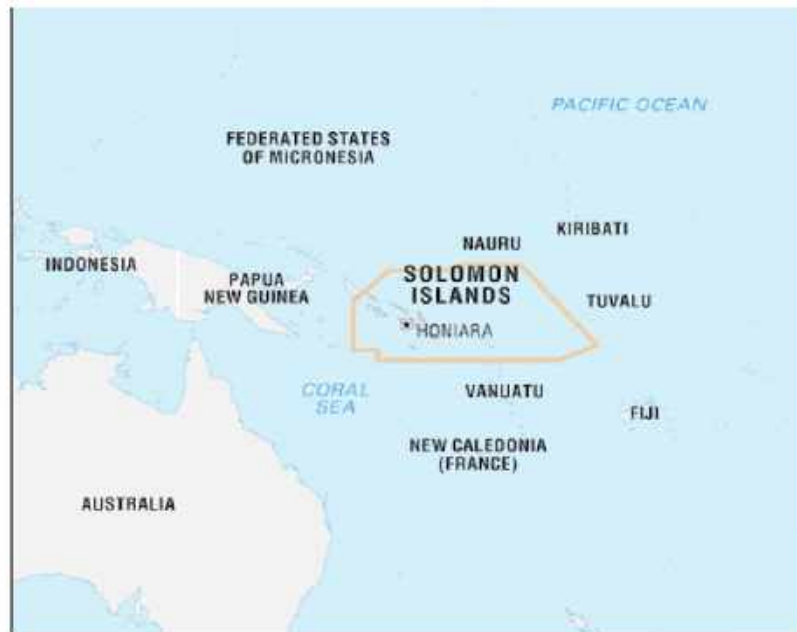 PACIFIC OCEAN
FEDERATED STATES
OF MICRONESIA
KIRIBATI
NAURU
INDONESIA
PAPUA
NEW GUINEA
SOLOMON
ISLANDS
TUVALU
HONIARA
CORAL
SEA
VANUATU
FIJI
NEW CALEDONIA
(FRANCE)
AUSTRALIA